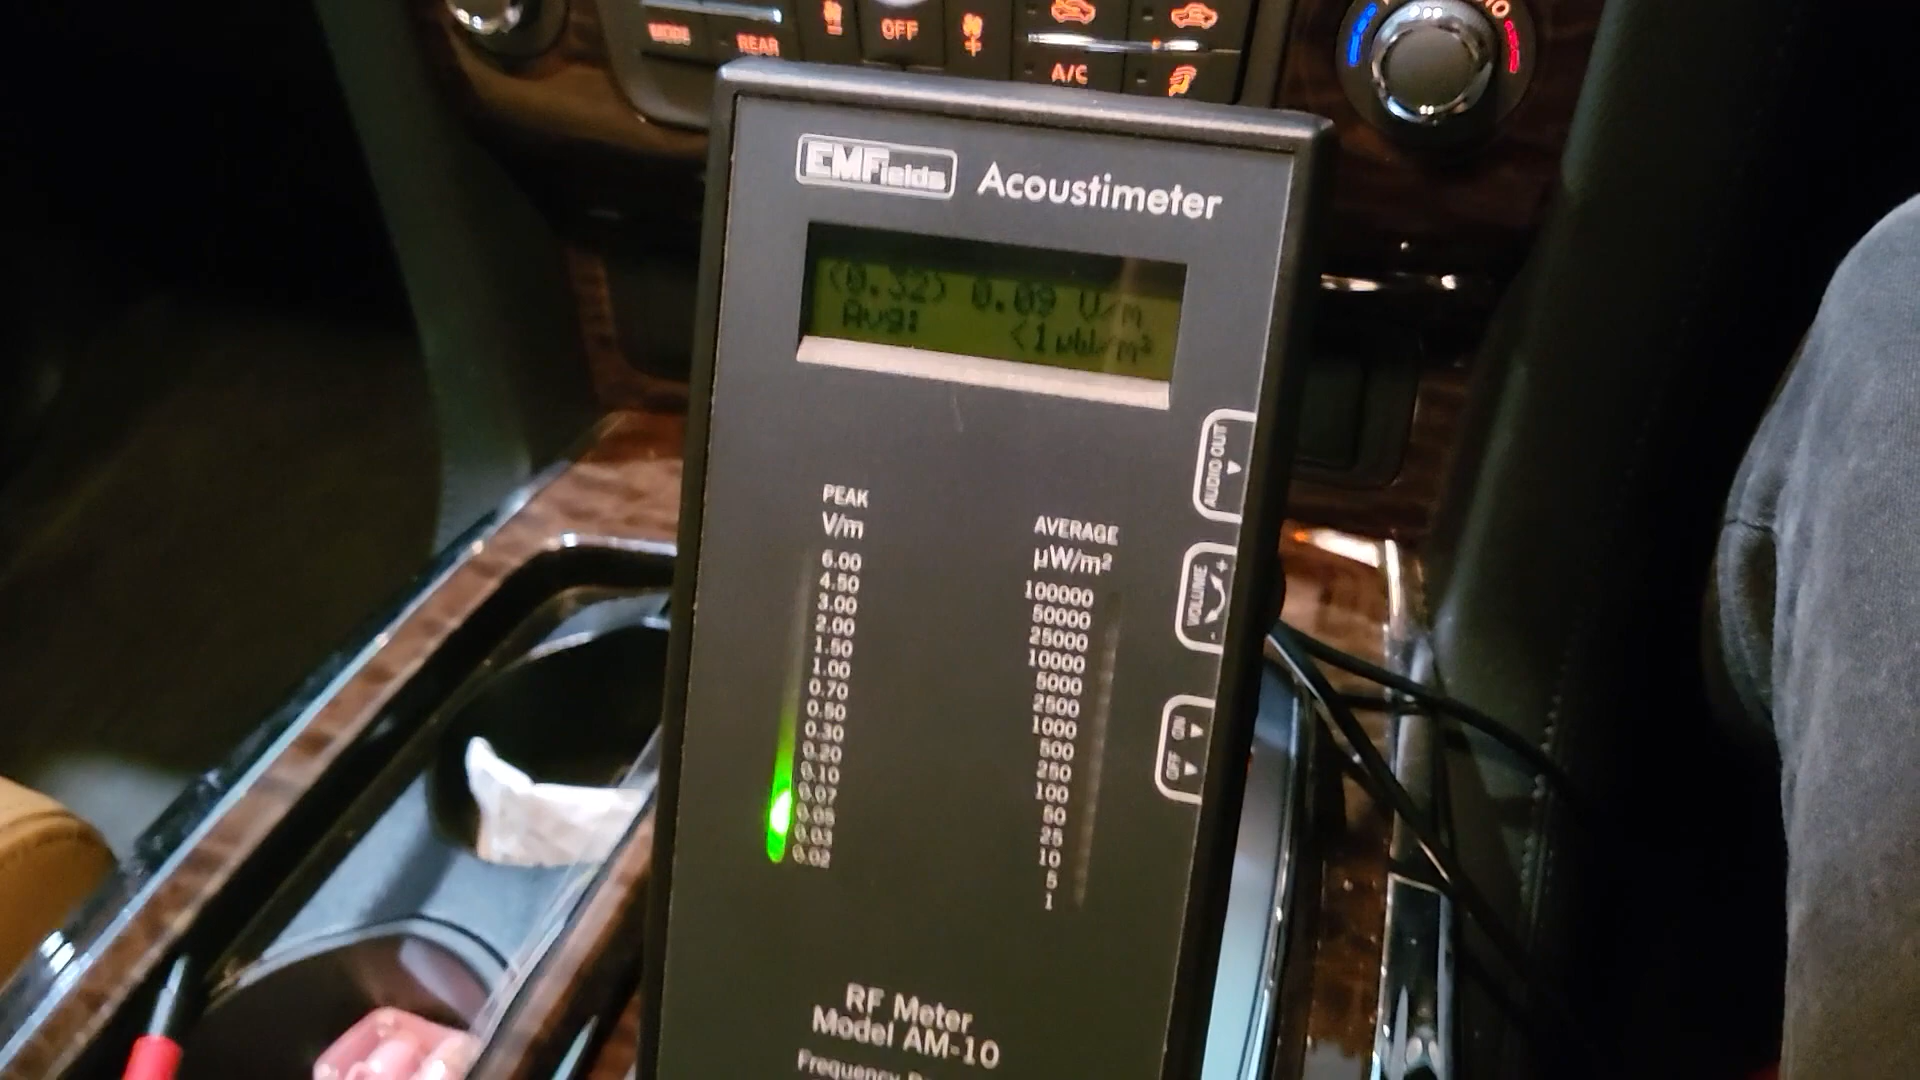 MODE
REAR
OFF
A/C
EMFields Acoustimeter
(0.32) 0.09 V/m
Avg: <1 µW/m²
AUDIO OUT
VOLUME
- +
ON
OFF
PEAK
V/m
6.00
4.50
3.00
2.00
1.50
1.00
0.70
0.50
0.30
0.20
0.10
0.07
0.05
0.03
0.02
AVERAGE
µW/m²
100000
50000
25000
10000
5000
2500
1000
500
250
100
50
25
10
5
1
RF Meter
Model AM-10
Frequency